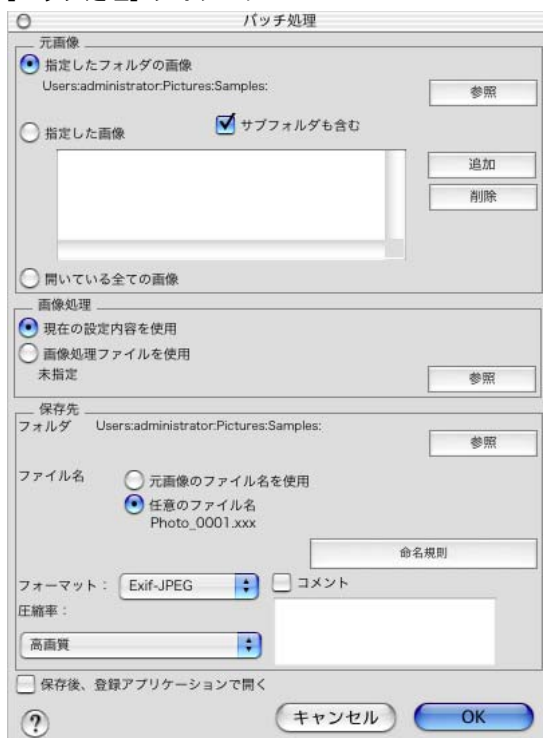 バッチ処理
元画像
指定したフォルダの画像
Users:administrator:Pictures:Samples:
参照
サブフォルダも含む
指定した画像
追加
削除
開いている全ての画像
画像処理
現在の設定内容を使用
画像処理ファイルを使用
未指定
参照
保存先
フォルダ Users:administrator:Pictures:Samples:
参照
ファイル名
元画像のファイル名を使用
任意のファイル名
Photo_0001.xxx
命名規則
フォーマット： Exif-JPEG コメント
圧縮率：
高画質
保存後、登録アプリケーションで開く
? キャンセル OK